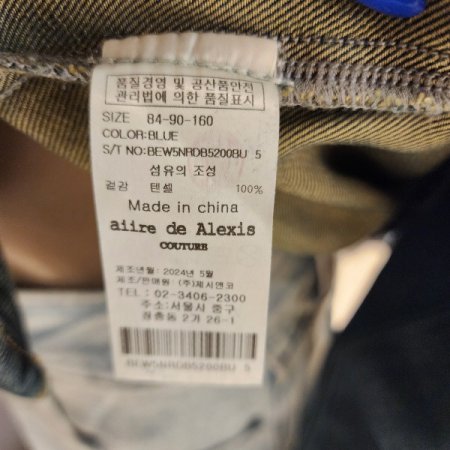 품질경영 및 공산품안전
관리법에 의한 품질표시
SIZE 84-90-160
COLOR:BLUE
S/T NO:BEW5NRDB5200BU 5
섬유의 조성
겉감 텐셀 100%
Made in china
aiire de Alexis
COUTURE
제조년월: 2024년 5월
제조/판매원 (주)제시앤코
TEL : 02-3406-2300
주소:서울시 중구
장충동 2가 26-1
BEW5NRDB5200BU 5